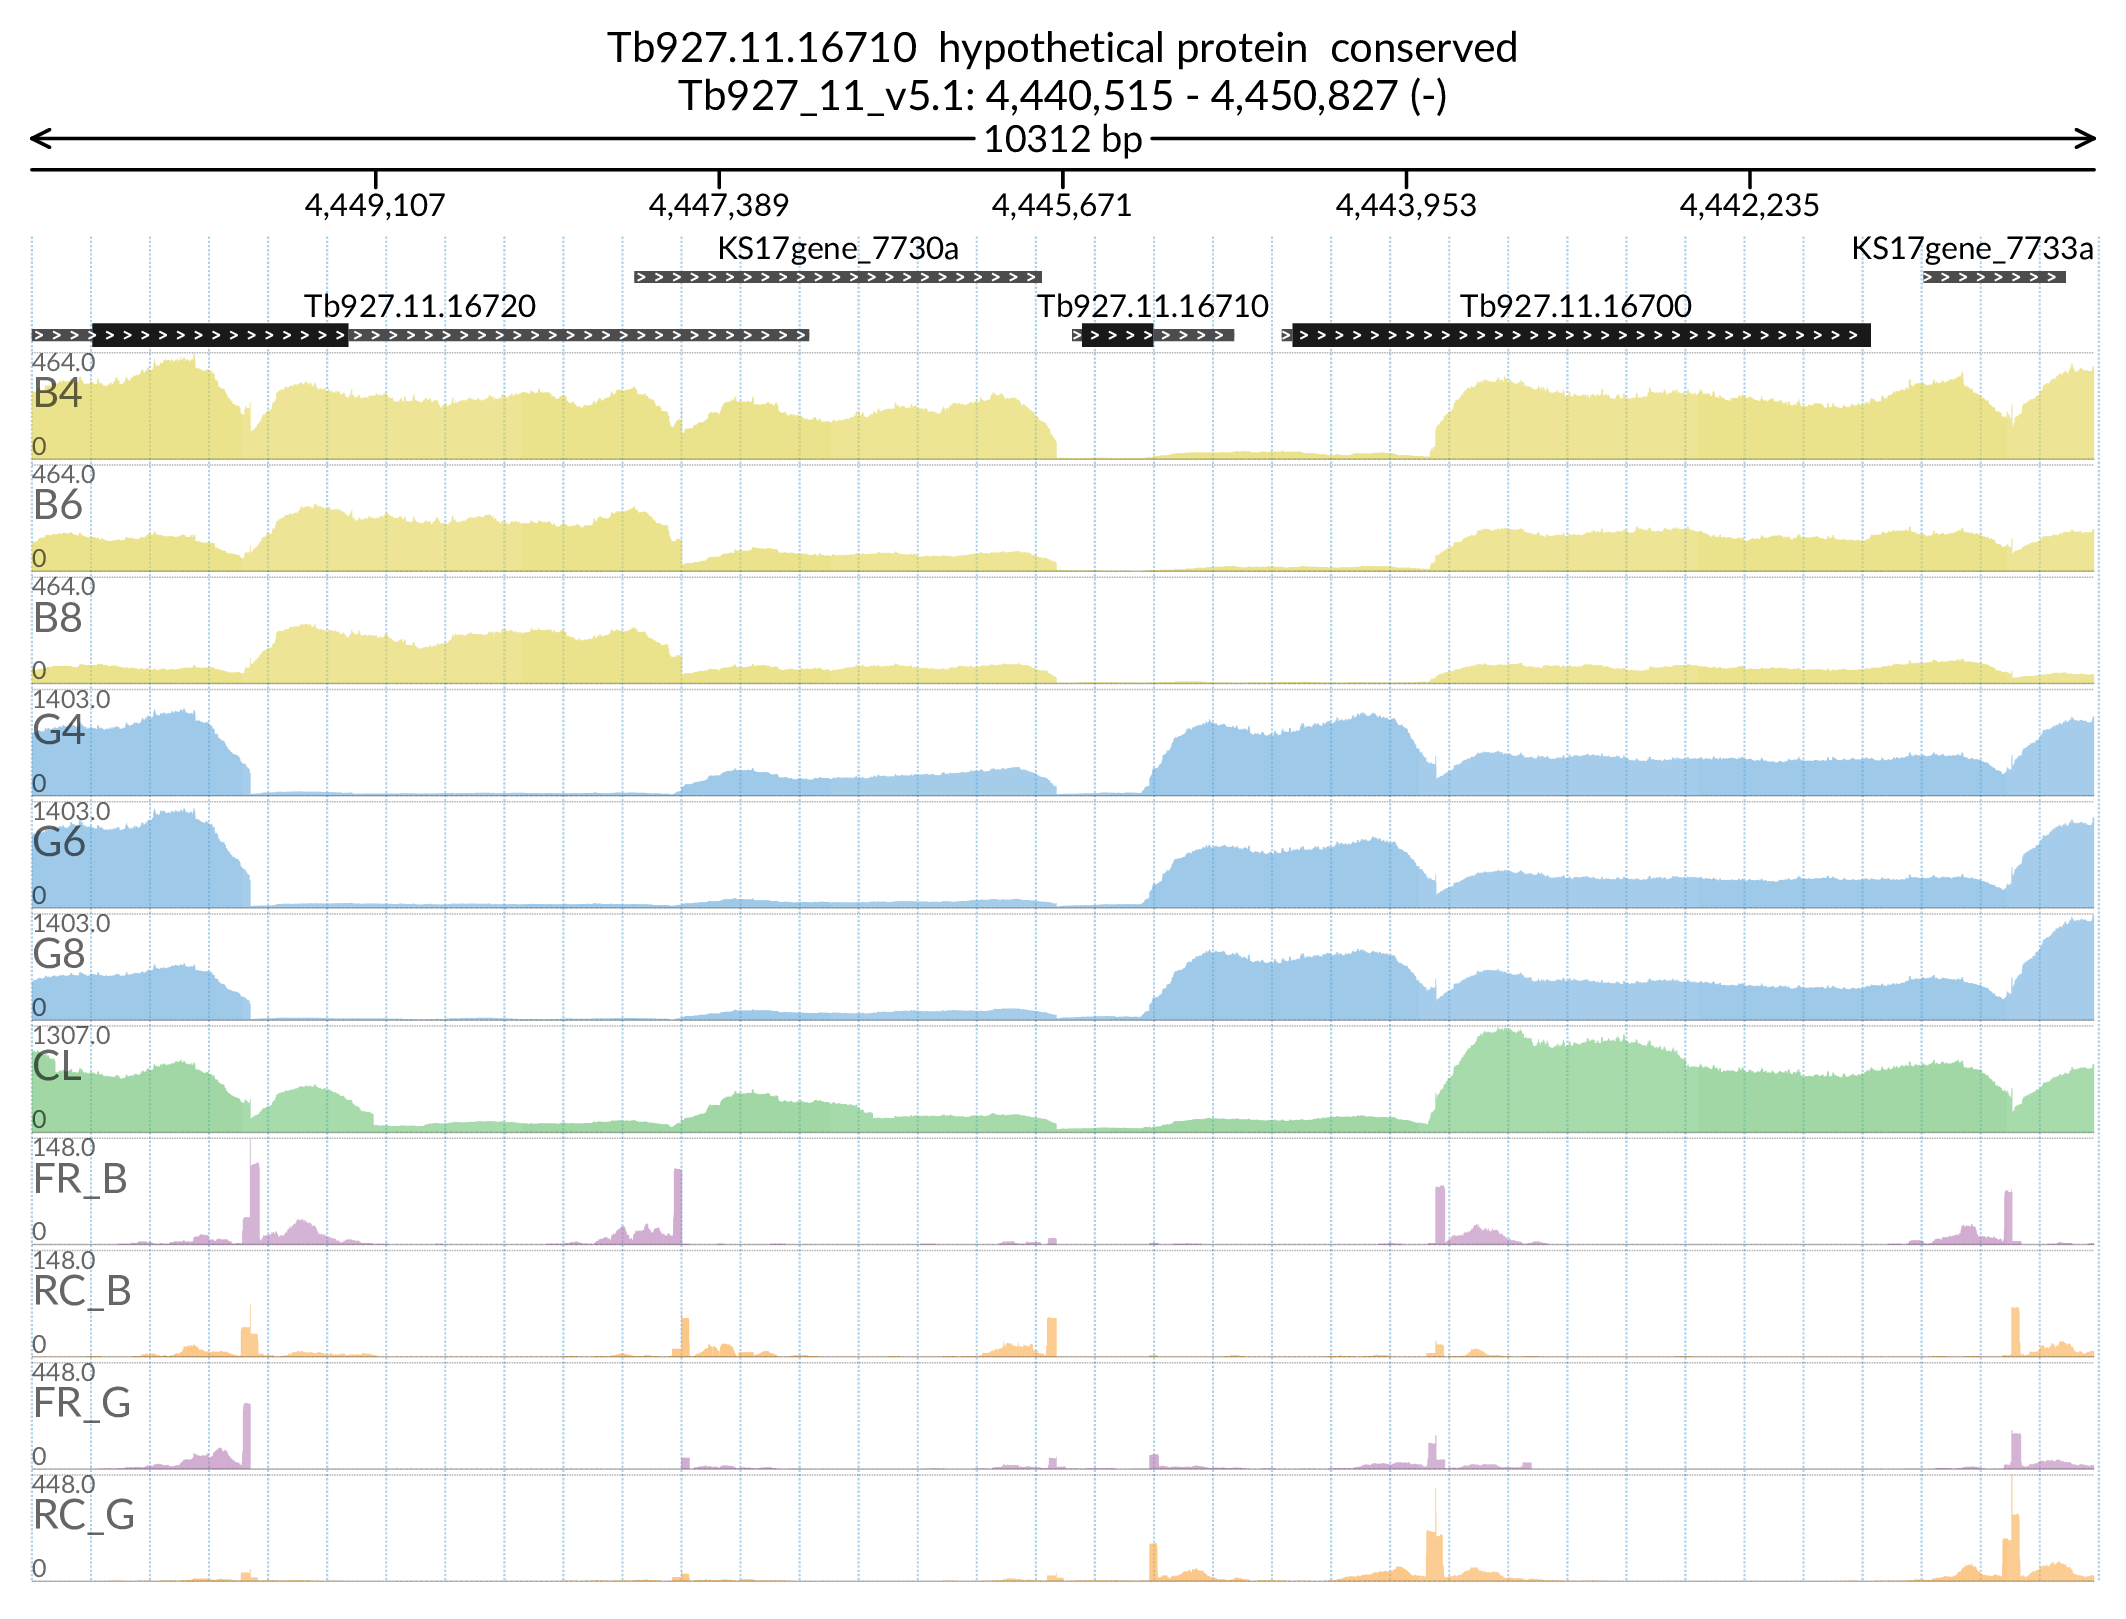 Tb927.11.16710  hypothetical protein  conserved
Tb927_11_v5.1: 4,440,515 - 4,450,827 (-)
10312 bp
4,449,107 4,447,389 4,445,671 4,443,953 4,442,235
KS17gene_7730a KS17gene_7733a
Tb927.11.16720 Tb927.11.16710 Tb927.11.16700
464.0
B4
0
464.0
B6
0
464.0
B8
0
1403.0
G4
0
1403.0
G6
0
1403.0
G8
0
1307.0
CL
0
148.0
FR_B
0
148.0
RC_B
0
448.0
FR_G
0
448.0
RC_G
0